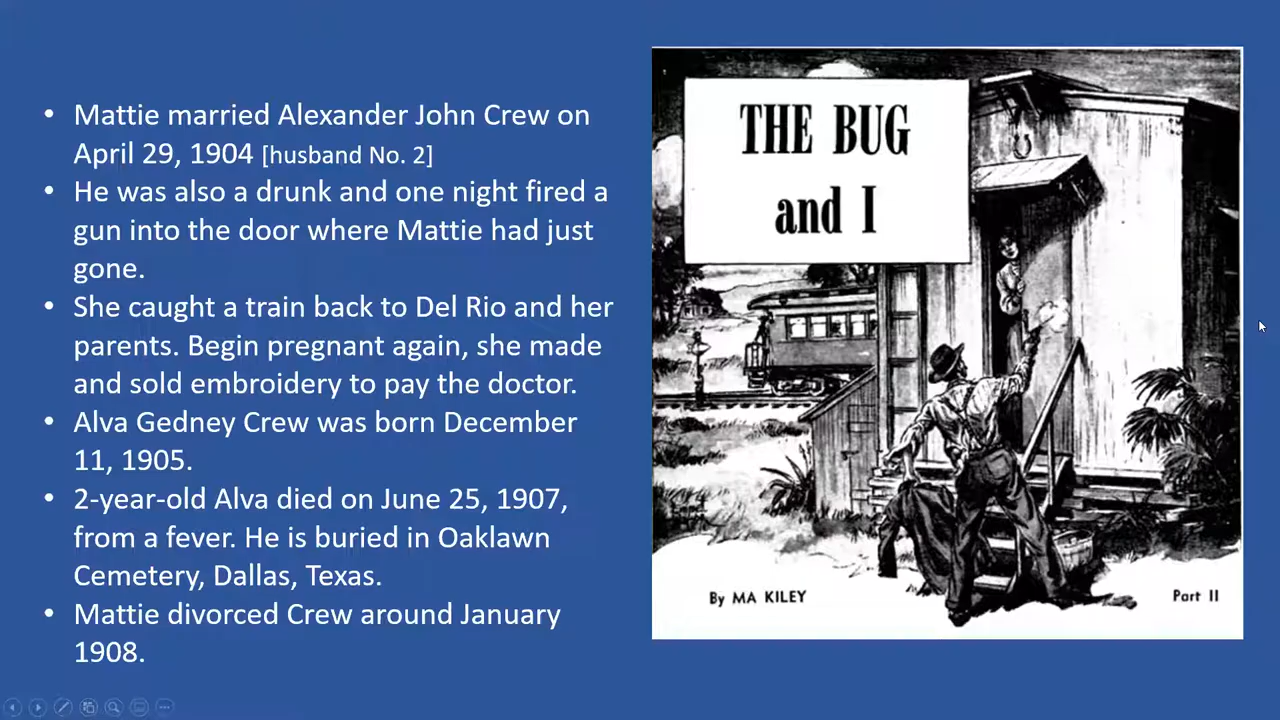 • Mattie married Alexander John Crew on
April 29, 1904 [husband No. 2]
• He was also a drunk and one night fired a
gun into the door where Mattie had just
gone.
• She caught a train back to Del Rio and her
parents. Begin pregnant again, she made
and sold embroidery to pay the doctor.
• Alva Gedney Crew was born December
11, 1905.
• 2-year-old Alva died on June 25, 1907,
from a fever. He is buried in Oaklawn
Cemetery, Dallas, Texas.
• Mattie divorced Crew around January
1908.
THE BUG
and I
By MA KILEY
Part II